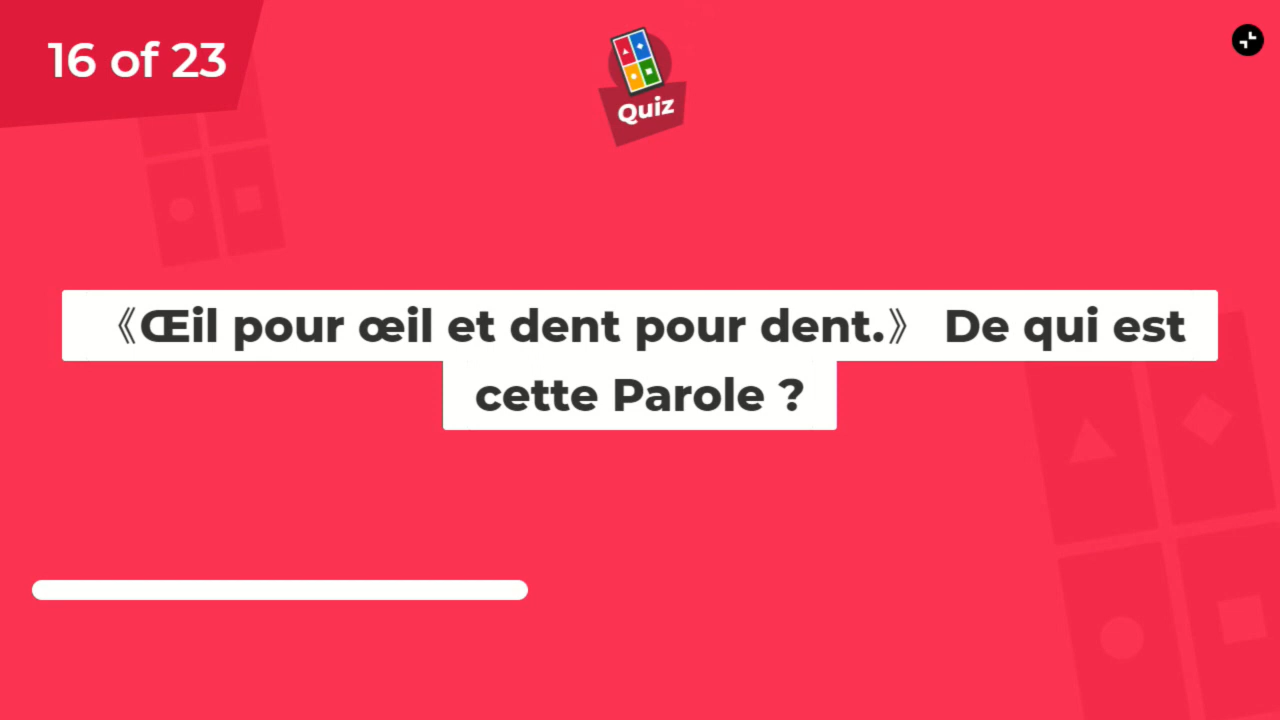 16 of 23
Quiz
《Œil pour œil et dent pour dent.》 De qui est
cette Parole ?